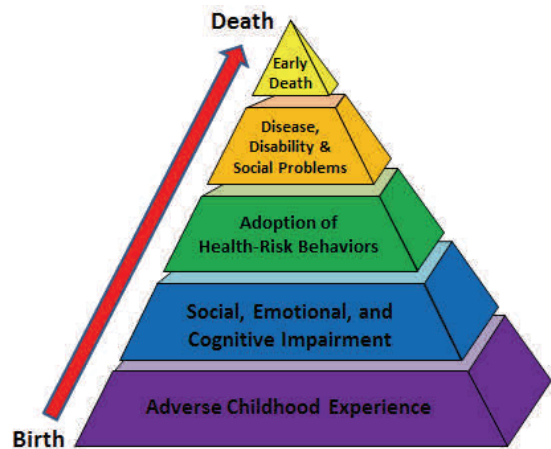 Death
Early
Death
Disease,
Disability &
Social Problems
Adoption of
Health-Risk Behaviors
Social, Emotional, and
Cognitive Impairment
Adverse Childhood Experience
Birth